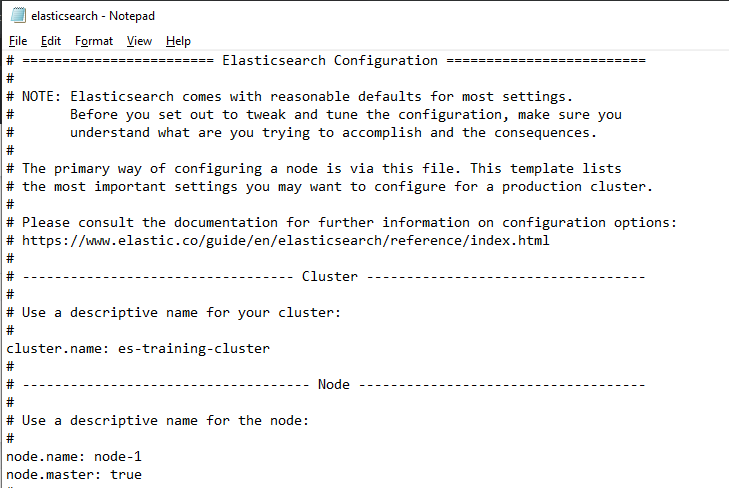 elasticsearch - Notepad
File Edit Format View Help
# ======================== Elasticsearch Configuration =========================
#
# NOTE: Elasticsearch comes with reasonable defaults for most settings.
#       Before you set out to tweak and tune the configuration, make sure you
#       understand what are you trying to accomplish and the consequences.
#
# The primary way of configuring a node is via this file. This template lists
# the most important settings you may want to configure for a production cluster.
#
# Please consult the documentation for further information on configuration options:
# https://www.elastic.co/guide/en/elasticsearch/reference/index.html
#
# ---------------------------------- Cluster -----------------------------------
#
# Use a descriptive name for your cluster:
#
cluster.name: es-training-cluster
#
# ------------------------------------ Node ------------------------------------
#
# Use a descriptive name for the node:
#
node.name: node-1
node.master: true
#